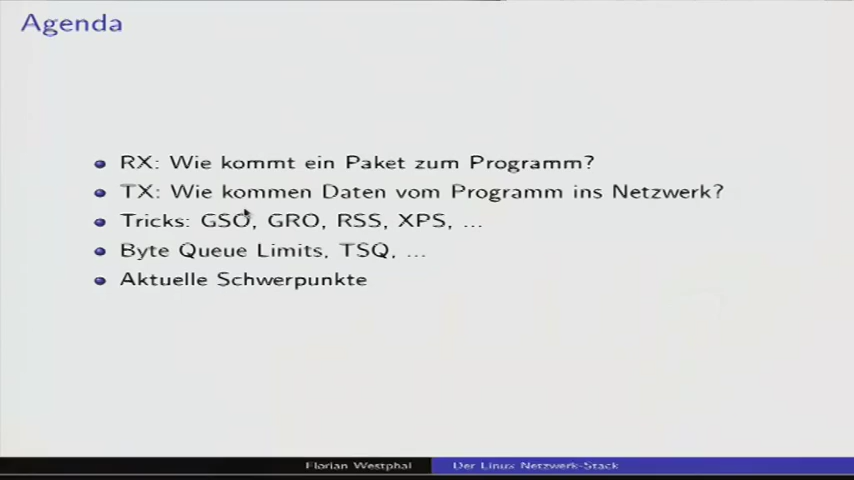 Agenda
RX: Wie kommt ein Paket zum Programm?
TX: Wie kommen Daten vom Programm ins Netzwerk?
Tricks: GSO, GRO, RSS, XPS, ...
Byte Queue Limits, TSQ, ...
Aktuelle Schwerpunkte
Florian Westphal Der Linux Netzwerk-Stack